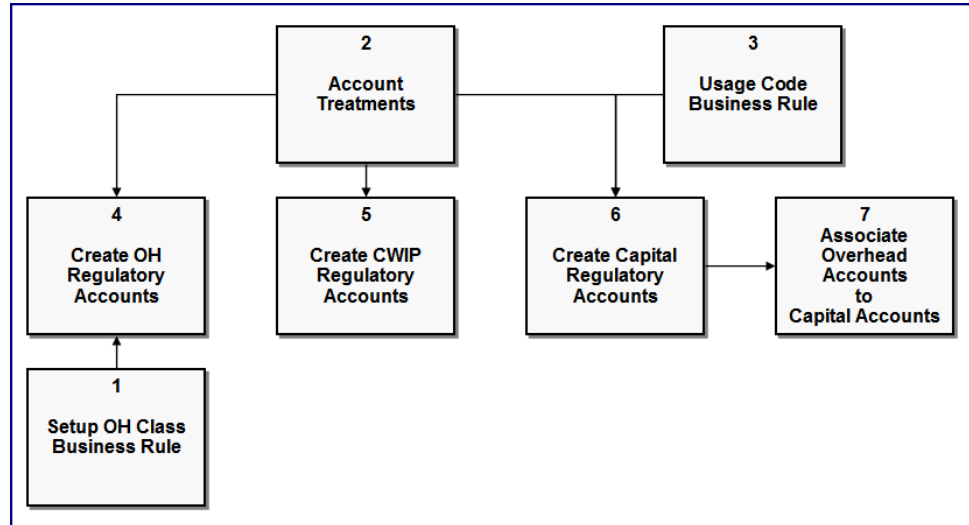 2
Account
Treatments
3
Usage Code
Business Rule
4
Create OH
Regulatory
Accounts
5
Create CWIP
Regulatory
Accounts
6
Create Capital
Regulatory
Accounts
7
Associate
Overhead
Accounts
to
Capital Accounts
1
Setup OH Class
Business Rule